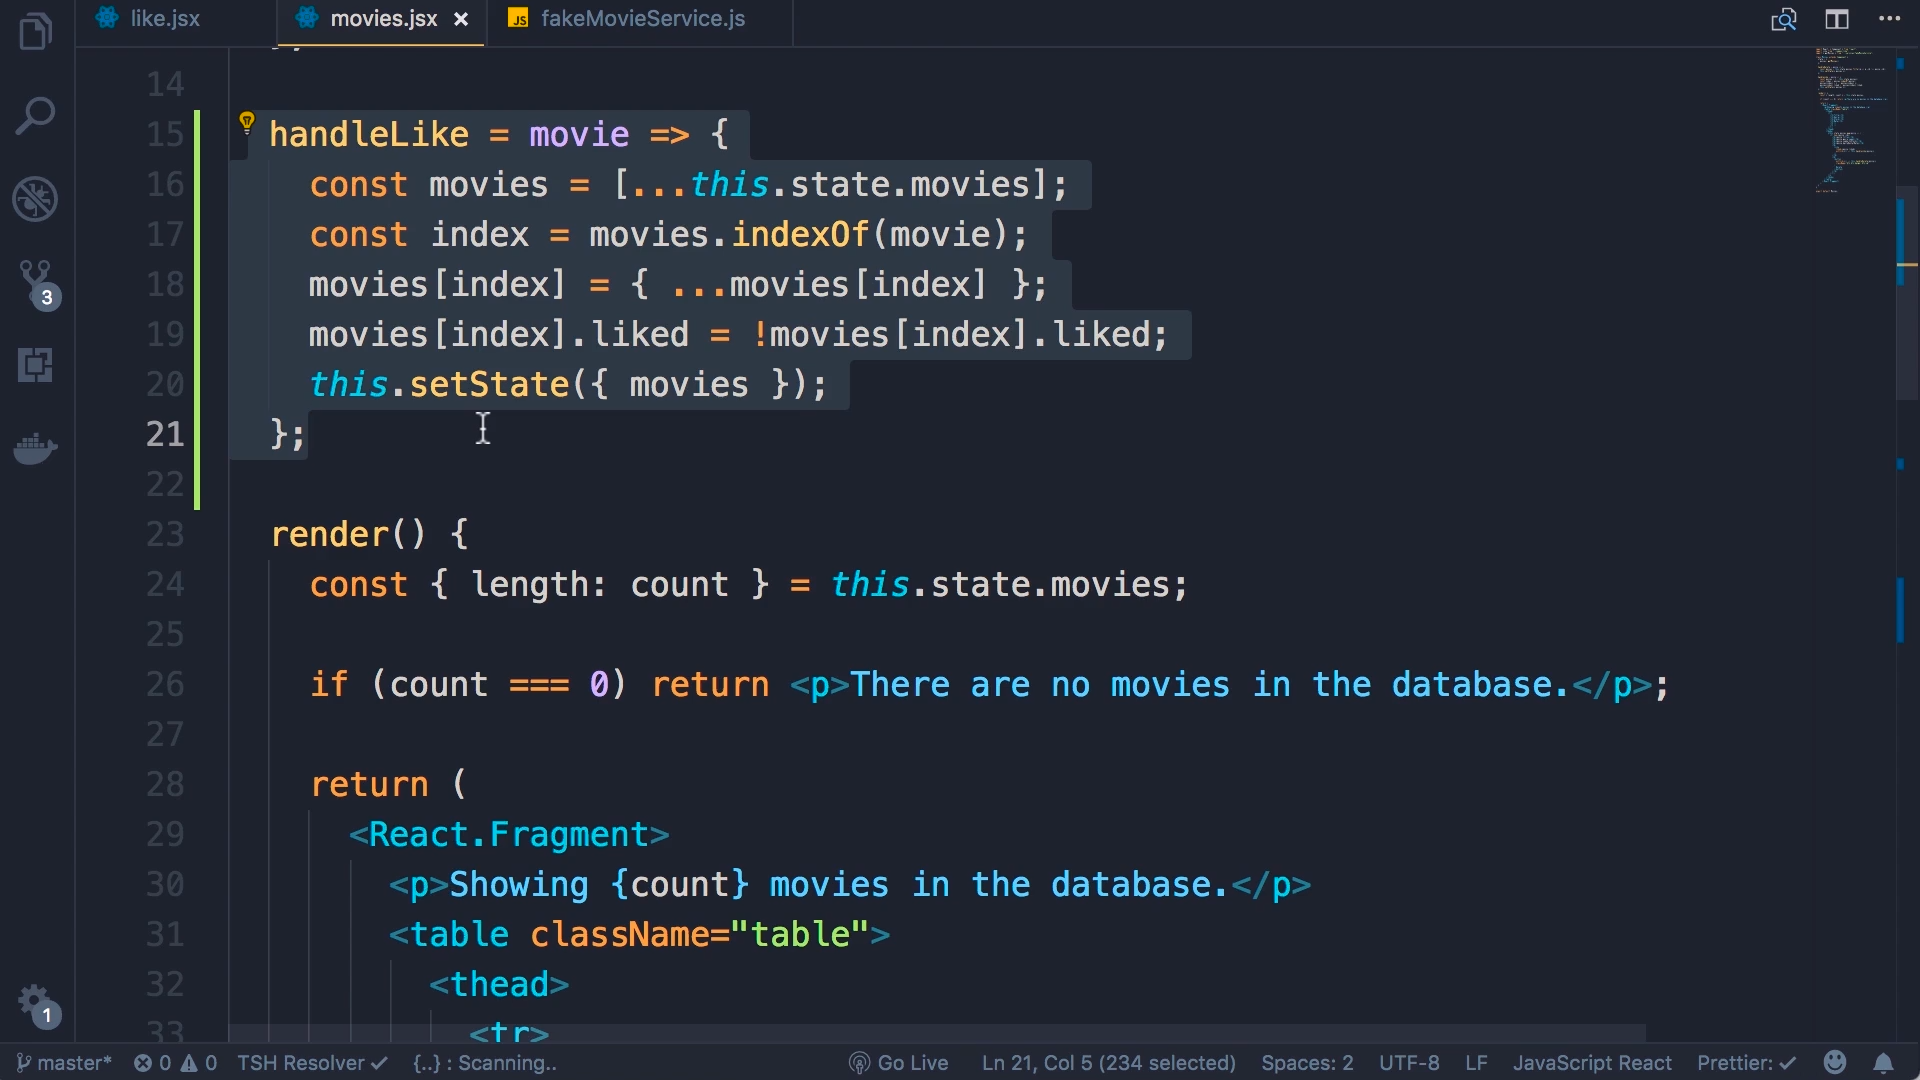 like.jsx
movies.jsx ×
JS fakeMovieService.js
14
15 handleLike = movie => {
16 const movies = [...this.state.movies];
17 const index = movies.indexOf(movie);
18 movies[index] = { ...movies[index] };
19 movies[index].liked = !movies[index].liked;
20 this.setState({ movies });
21 };
22
23 render() {
24 const { length: count } = this.state.movies;
25
26 if (count === 0) return <p>There are no movies in the database.</p>;
27
28 return (
29 <React.Fragment>
30 <p>Showing {count} movies in the database.</p>
31 <table className="table">
32 <thead>
33 <tr>
3
1
master* 0 0 TSH Resolver ✓ {..} : Scanning.. Go Live Ln 21, Col 5 (234 selected) Spaces: 2 UTF-8 LF JavaScript React Prettier: ✓